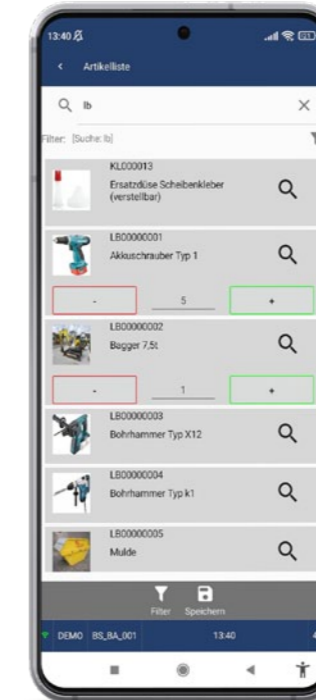 13:40
Artikelliste
lb
Filter: [Suche: lb]
KL000013
Ersatzdüse Scheibenkleber
(verstellbar)
LB00000001
Akkuschrauber Typ 1
- 5 +
LB00000002
Bagger 7,5t
- 1 +
LB00000003
Bohrhammer Typ X12
LB00000004
Bohrhammer Typ k1
LB00000005
Mulde
Filter Speichern
DEMO BS_BA_001 13:40 4